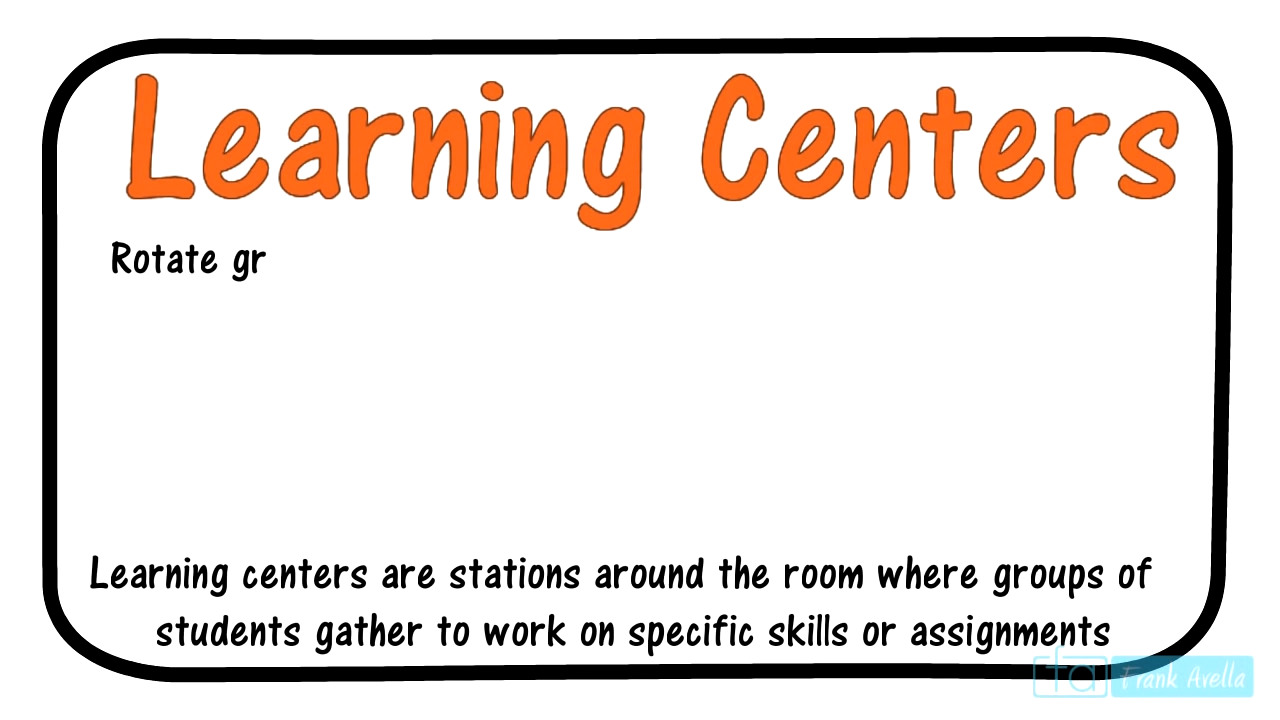 Learning Centers
Rotate gr
Learning centers are stations around the room where groups of
students gather to work on specific skills or assignments
fa Frank Avella